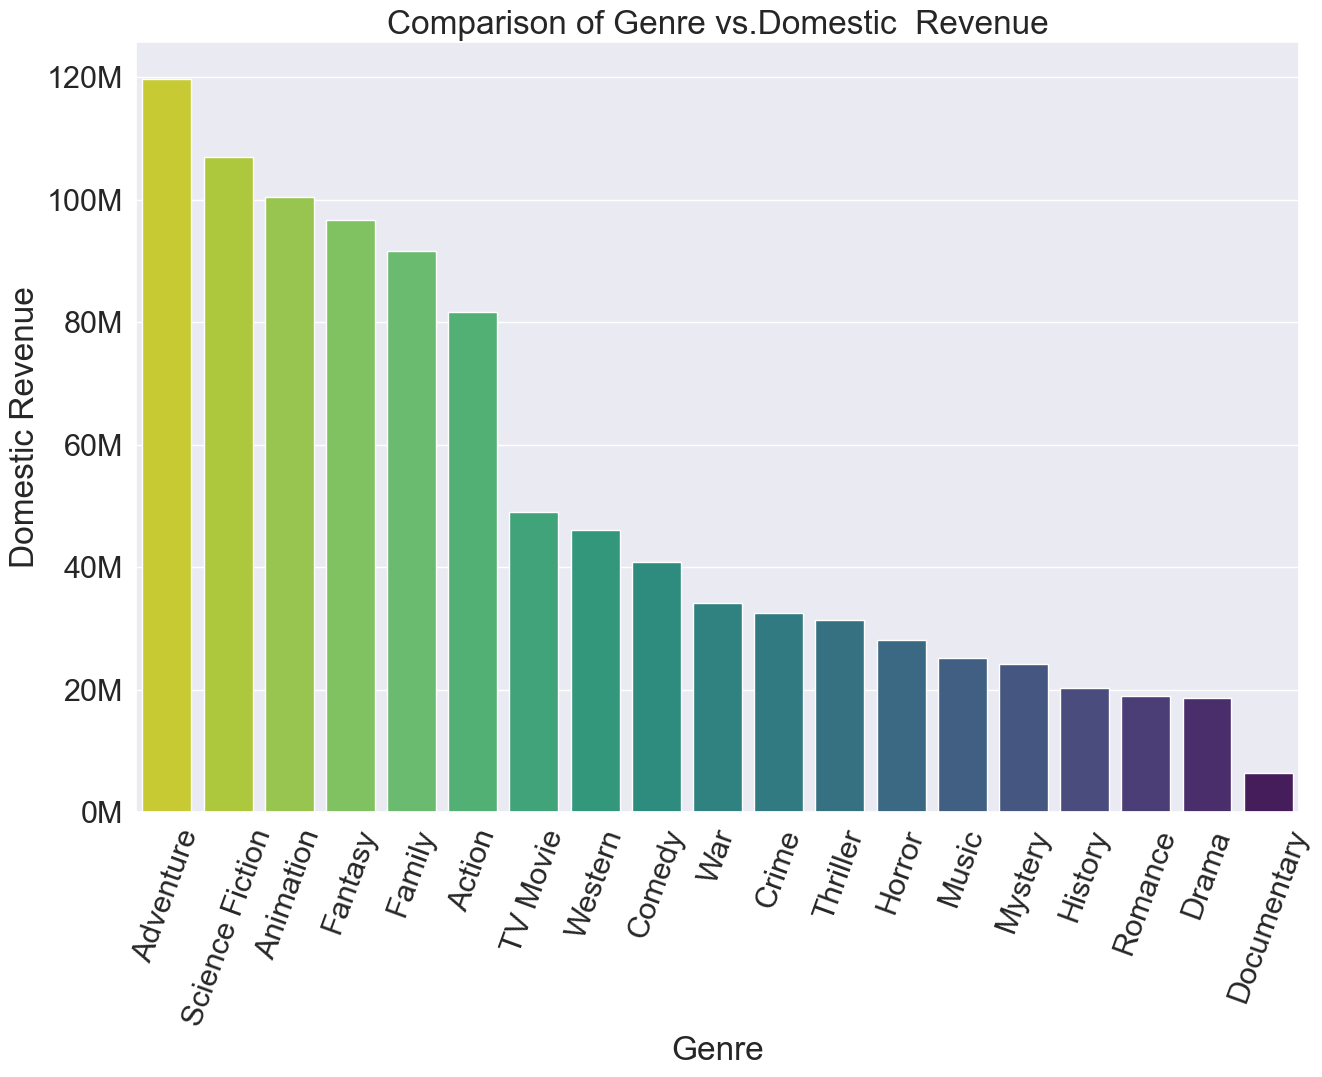 Comparison of Genre vs.Domestic  Revenue
Domestic Revenue
120M
100M
80M
60M
40M
20M
0M
Adventure
Science Fiction
Animation
Fantasy
Family
Action
TV Movie
Western
Comedy
War
Crime
Thriller
Horror
Music
Mystery
History
Romance
Drama
Documentary
Genre